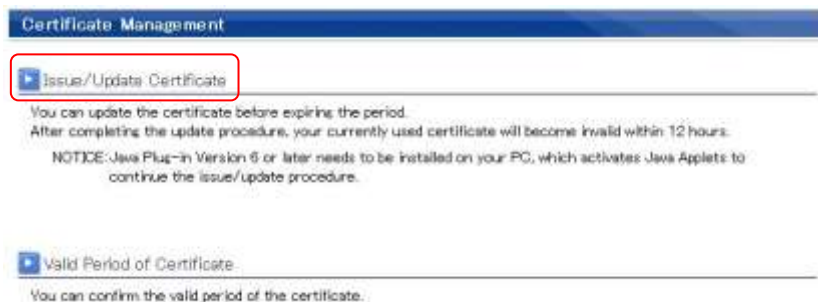 Certificate Management
Issue/Update Certificate
You can update the certificate before expiring the period.
After completing the update procedure, your currently used certificate will become invalid within 12 hours.
NOTICE:Java Plug-in Version 6 or later needs to be installed on your PC, which activates Java Applets to
continue the issue/update procedure.
Valid Period of Certificate
You can confirm the valid period of the certificate.